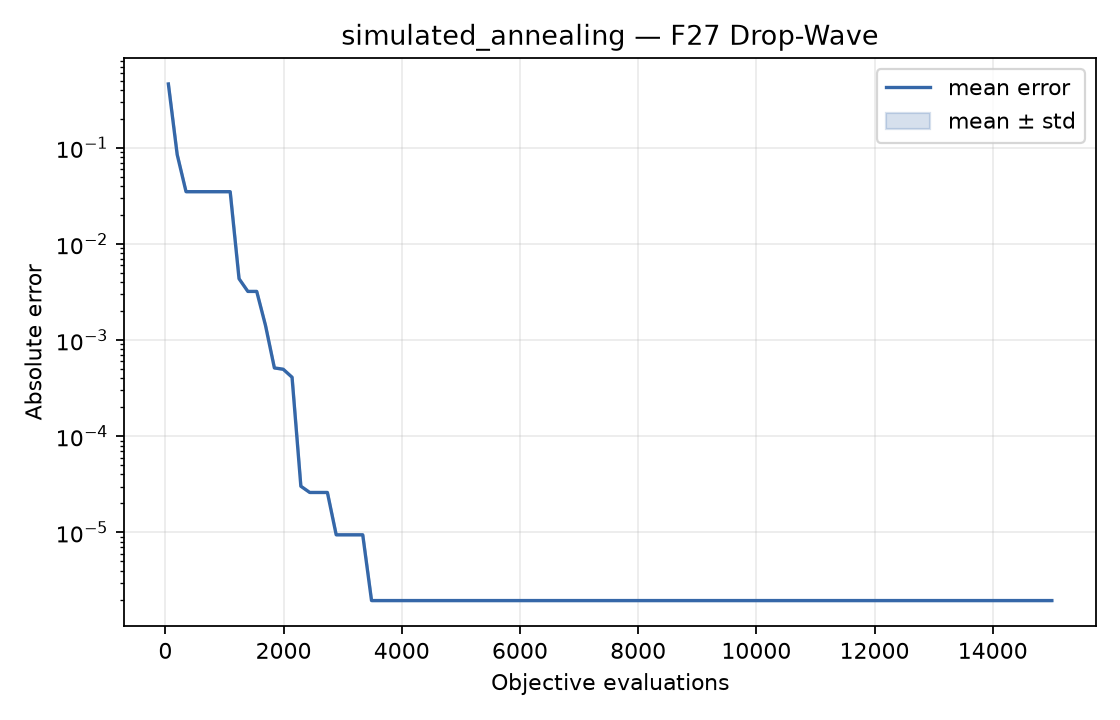 simulated_annealing — F27 Drop-Wave
mean error
mean ± std
Absolute error
10⁻¹
10⁻²
10⁻³
10⁻⁴
10⁻⁵
0 2000 4000 6000 8000 10000 12000 14000
Objective evaluations